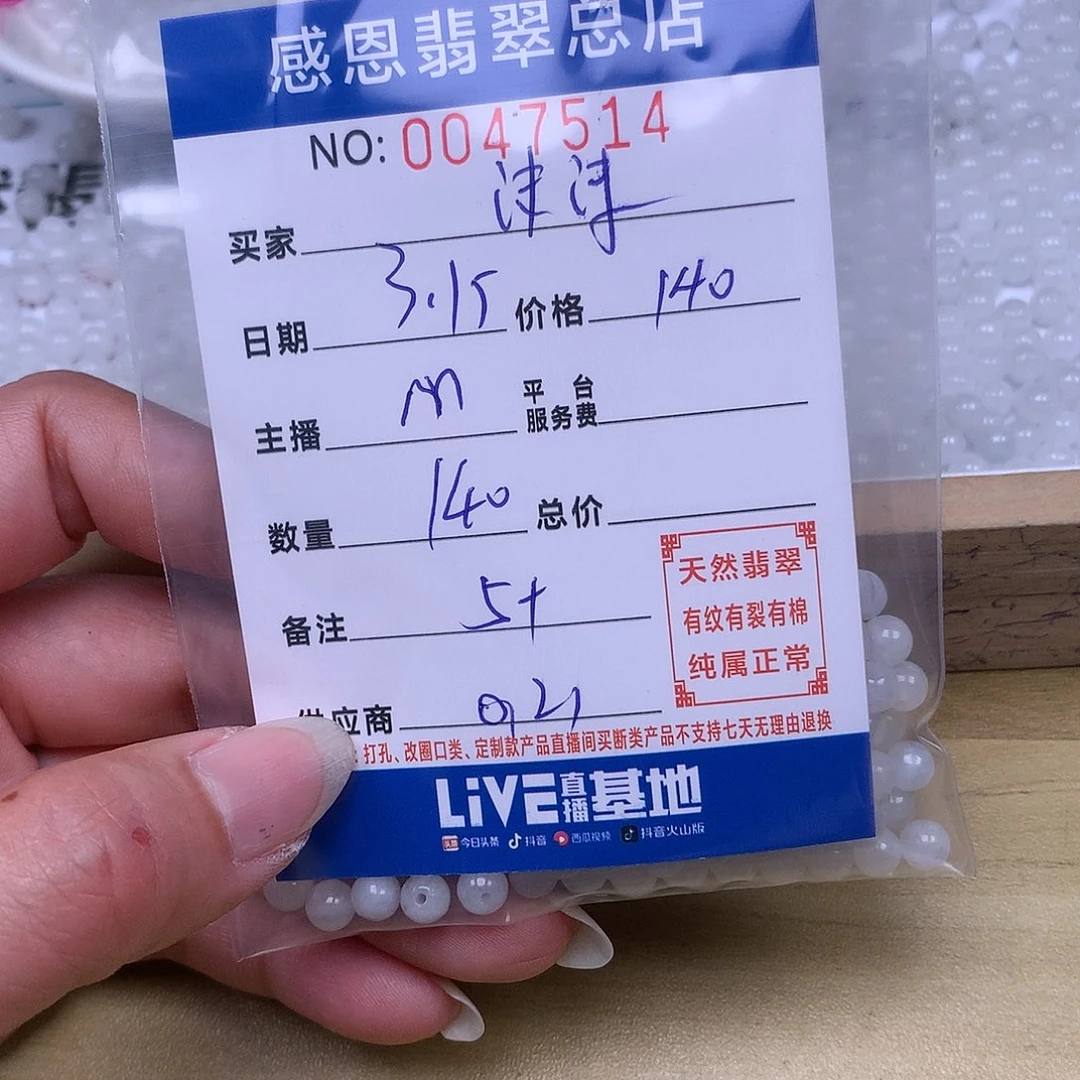 感恩翡翠总店
NO: 0047514
买家 津津
日期 3.15 价格 140
主播 m 平台服务费
数量 140 总价
备注 5+
天然翡翠
有纹有裂有棉
纯属正常
供应商
打孔、改圈口类、定制款产品直播间买断类产品不支持七天无理由退换
LiVE直播基地
今日头条 抖音 西瓜视频 抖音火山版